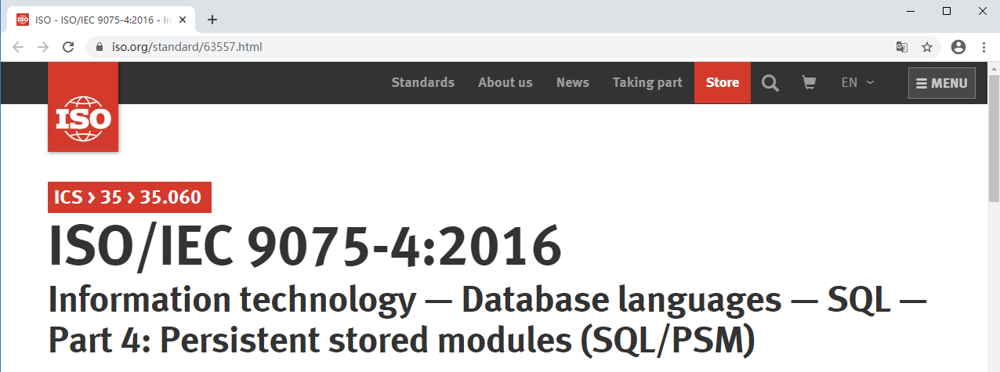 ISO - ISO/IEC 9075-4:2016 - In
iso.org/standard/63557.html
Standards About us News Taking part Store EN MENU
ISO
ICS > 35 > 35.060
ISO/IEC 9075-4:2016
Information technology — Database languages — SQL —
Part 4: Persistent stored modules (SQL/PSM)